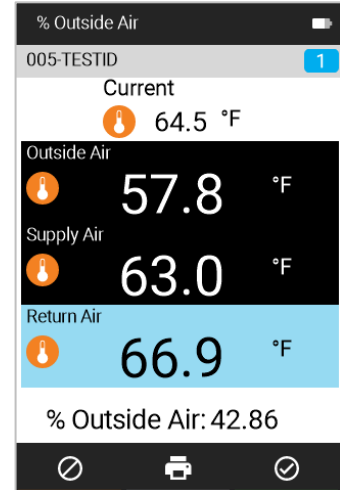 % Outside Air
005-TESTID 1
Current
64.5 °F
Outside Air
57.8 °F
Supply Air
63.0 °F
Return Air
66.9 °F
% Outside Air: 42.86